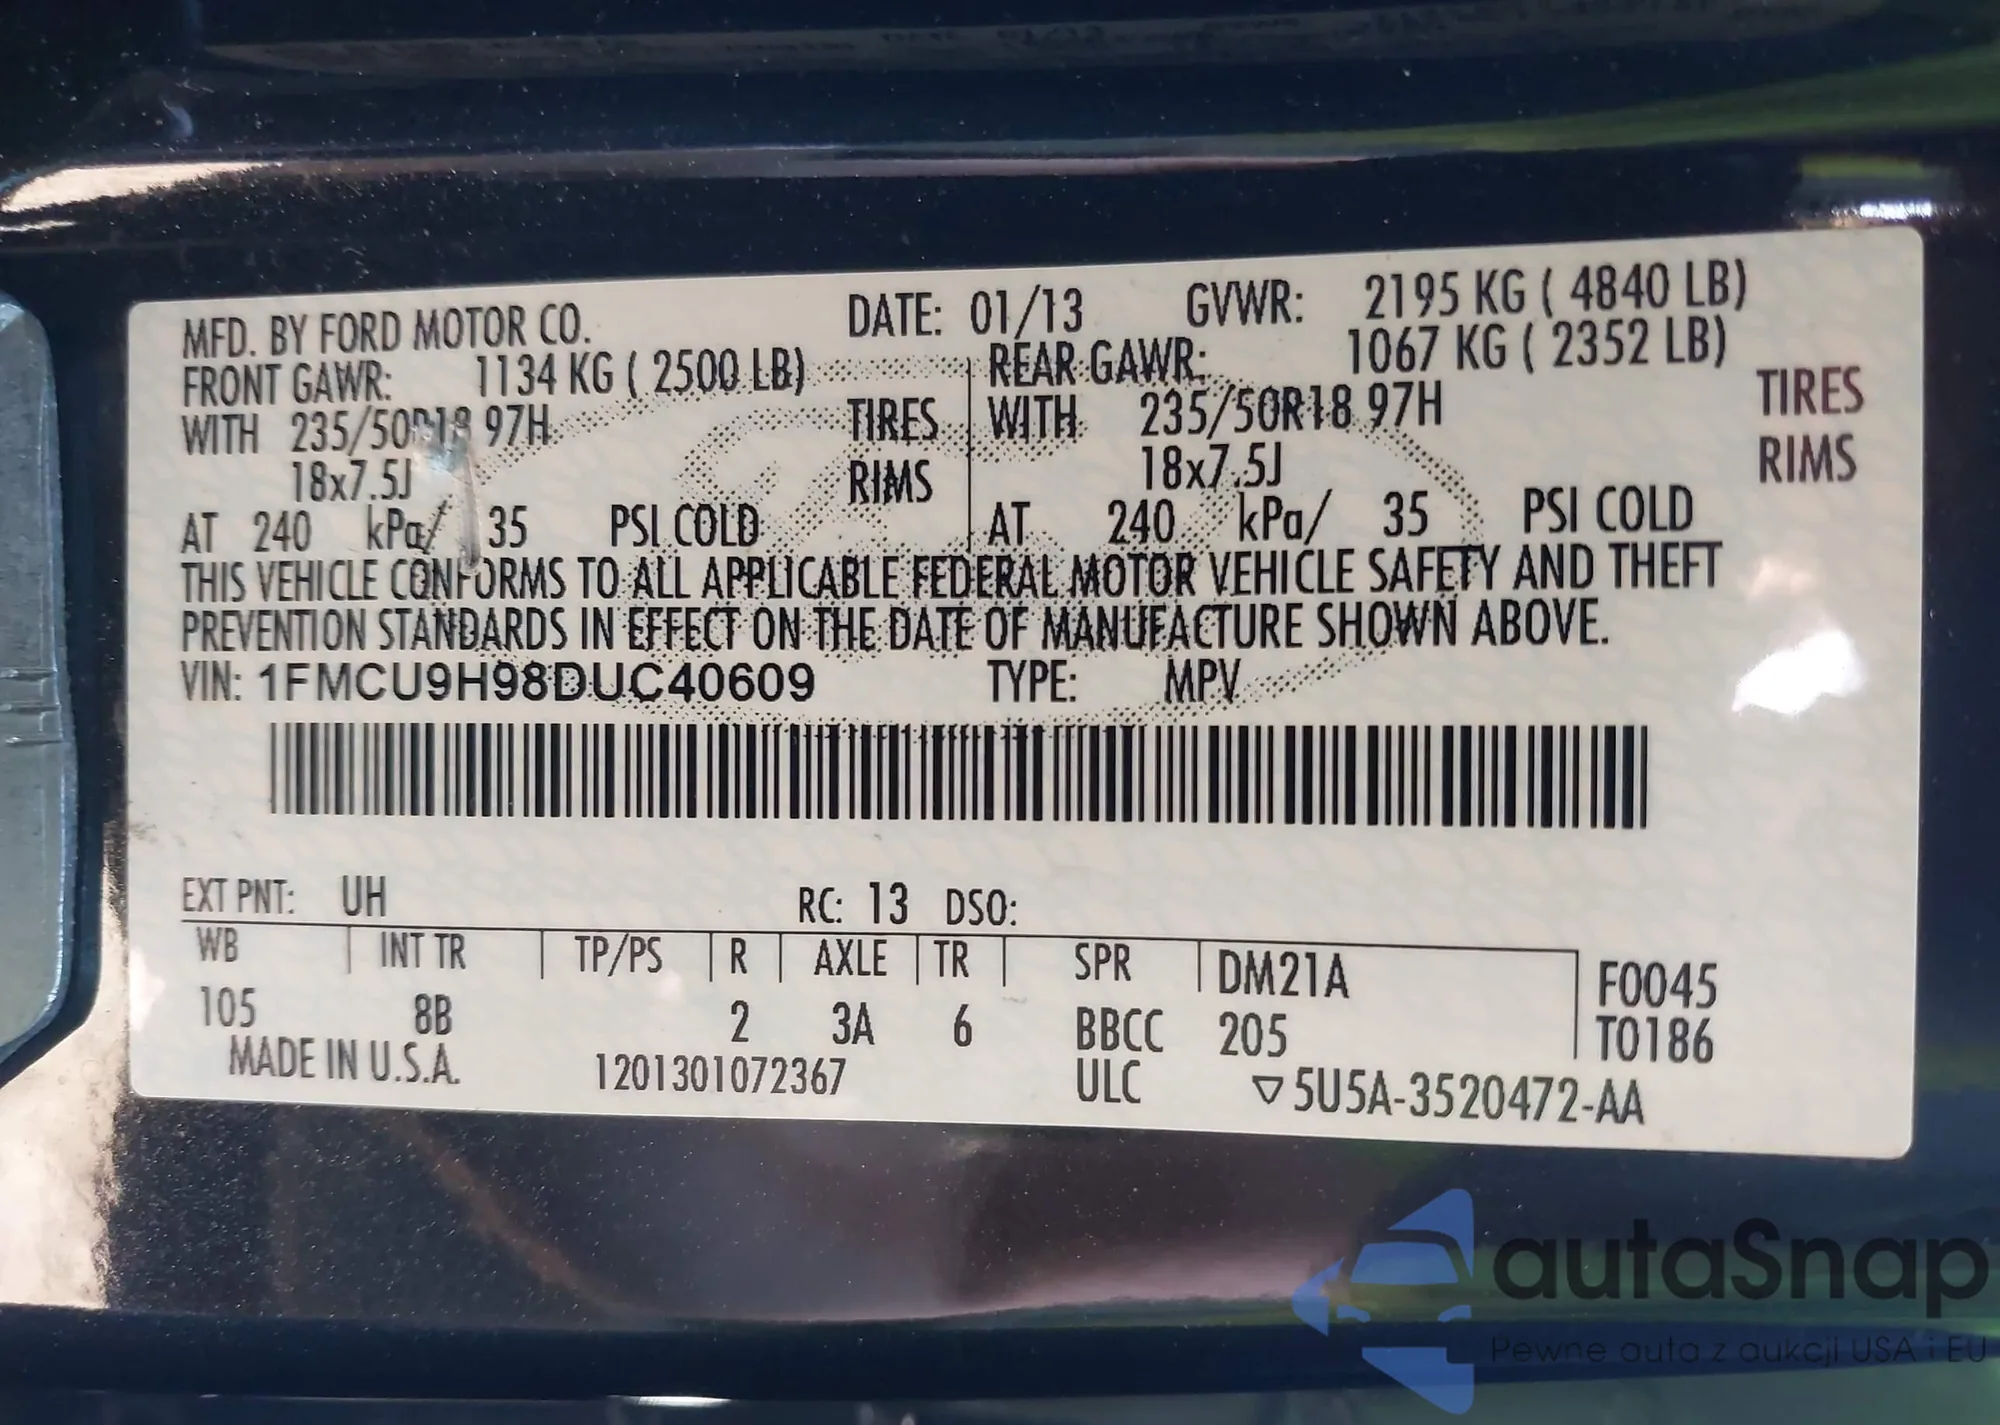 MFD. BY FORD MOTOR CO. DATE: 01/13 GVWR: 2195 KG ( 4840 LB)
FRONT GAWR: 1134 KG ( 2500 LB) REAR GAWR: 1067 KG ( 2352 LB)
WITH 235/50R18 97H TIRES WITH 235/50R18 97H TIRES
18x7.5J RIMS 18x7.5J RIMS
AT 240 kPa/ 35 PSI COLD AT 240 kPa/ 35 PSI COLD
THIS VEHICLE CONFORMS TO ALL APPLICABLE FEDERAL MOTOR VEHICLE SAFETY AND THEFT
PREVENTION STANDARDS IN EFFECT ON THE DATE OF MANUFACTURE SHOWN ABOVE.
VIN: 1FMCU9H98DUC40609 TYPE: MPV
EXT PNT: UH RC: 13 DSO:
WB INT TR TP/PS R AXLE TR SPR DM21A F0045
105 8B 2 3A 6 BBCC 205 T0186
MADE IN U.S.A. 1201301072367 ULC ▽5U5A-3520472-AA
autaSnap
Pewne auta z aukcji USA i EU